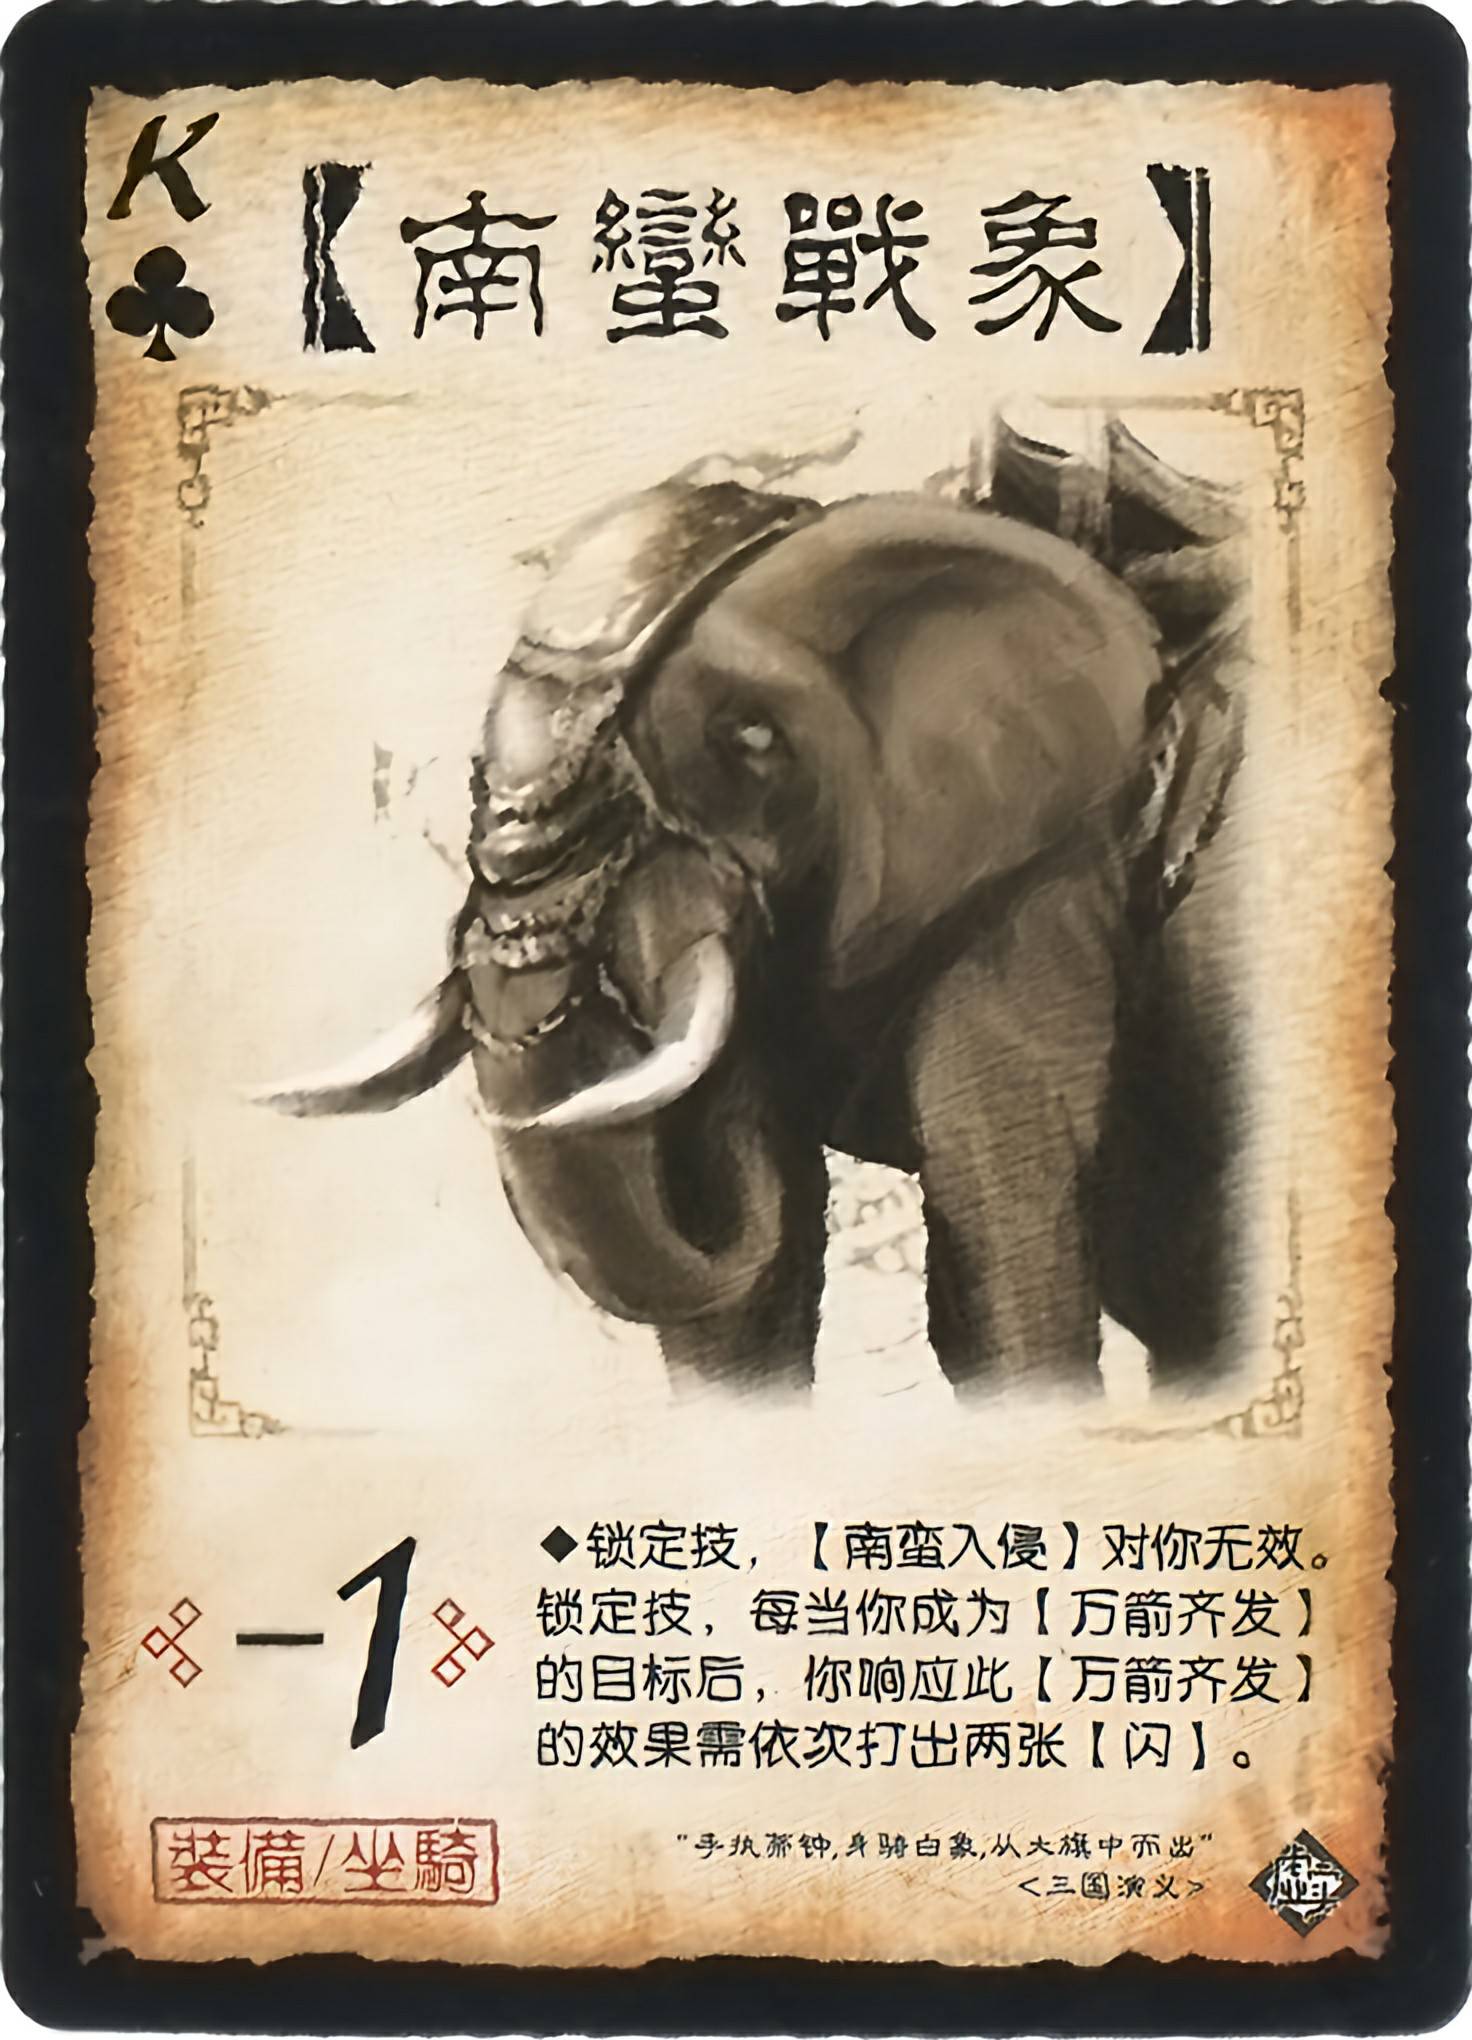 K
【南蠻戰象】
-1
◆锁定技，【南蛮入侵】对你无效。
锁定技，每当你成为【万箭齐发】
的目标后，你响应此【万箭齐发】
的效果需依次打出两张【闪】。
装備/坐騎
"手执蒂钟,身骑白象,从大旗中而出"
<三国演义>